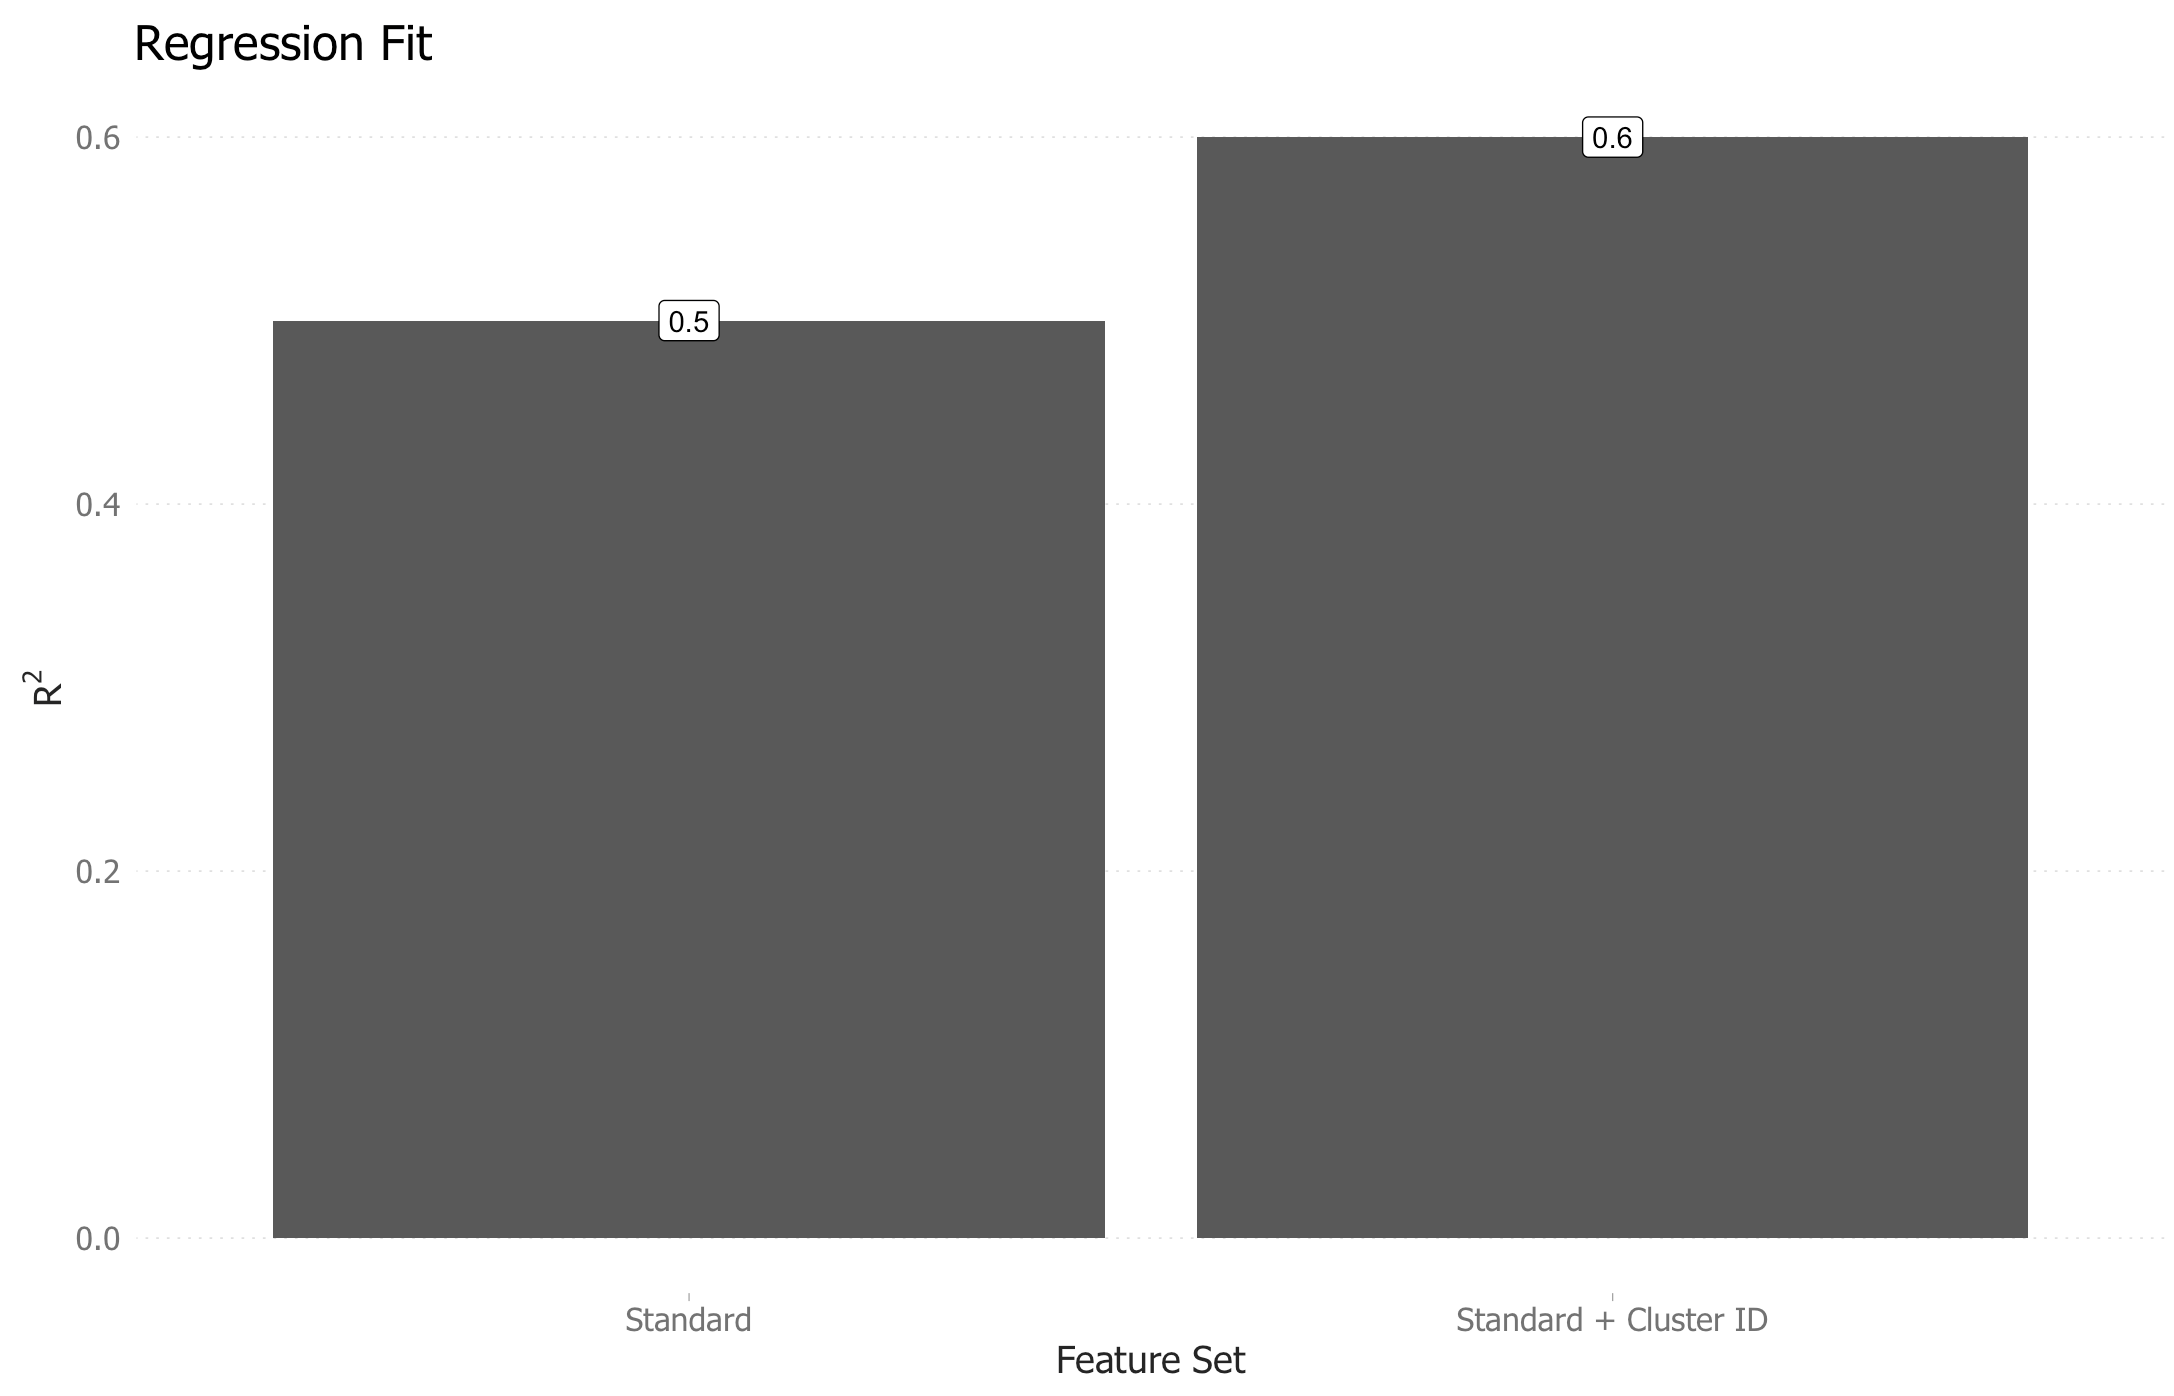 Regression Fit
0.6
0.6
0.5
0.4
R²
0.2
0.0
Standard
Standard + Cluster ID
Feature Set